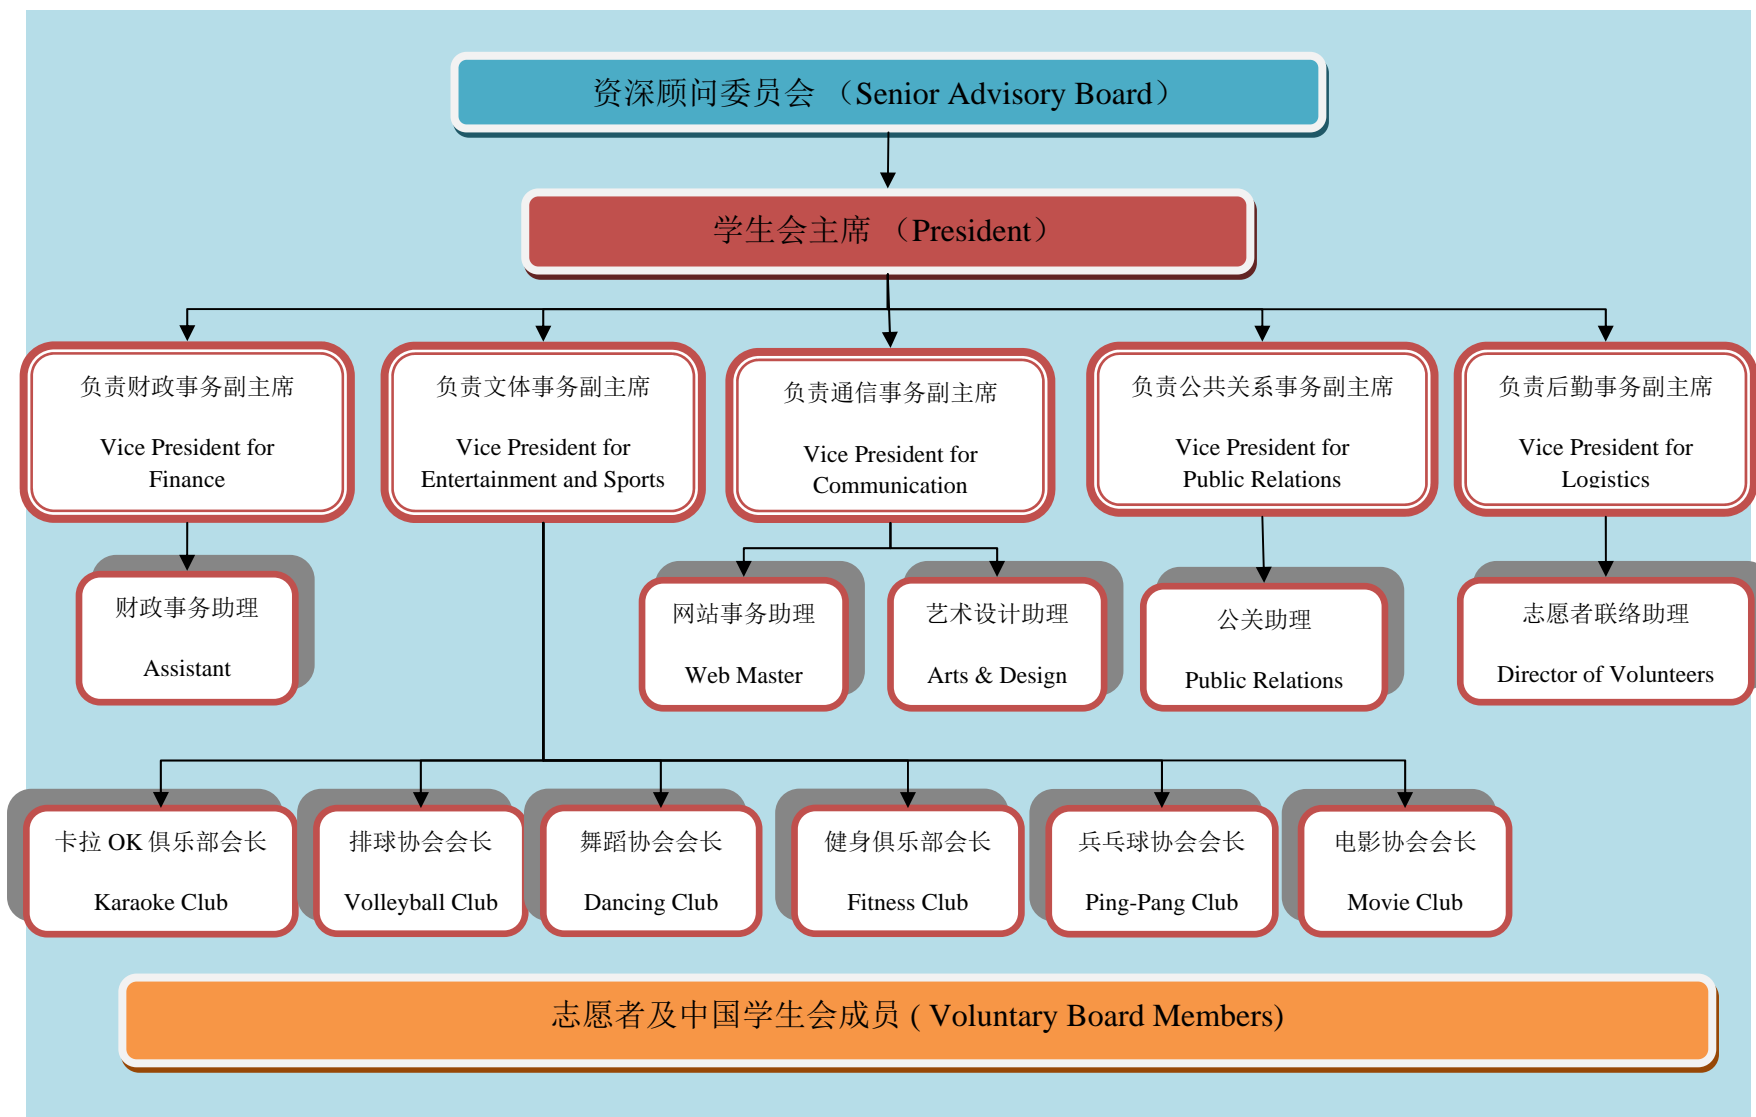 资深顾问委员会 （Senior Advisory Board）
学生会主席 （President）
负责财政事务副主席
Vice President for
Finance
负责文体事务副主席
Vice President for
Entertainment and Sports
负责通信事务副主席
Vice President for
Communication
负责公共关系事务副主席
Vice President for
Public Relations
负责后勤事务副主席
Vice President for
Logistics
财政事务助理
Assistant
网站事务助理
Web Master
艺术设计助理
Arts & Design
公关助理
Public Relations
志愿者联络助理
Director of Volunteers
卡拉 OK 俱乐部会长
Karaoke Club
排球协会会长
Volleyball Club
舞蹈协会会长
Dancing Club
健身俱乐部会长
Fitness Club
兵乓球协会会长
Ping-Pang Club
电影协会会长
Movie Club
志愿者及中国学生会成员 ( Voluntary Board Members)